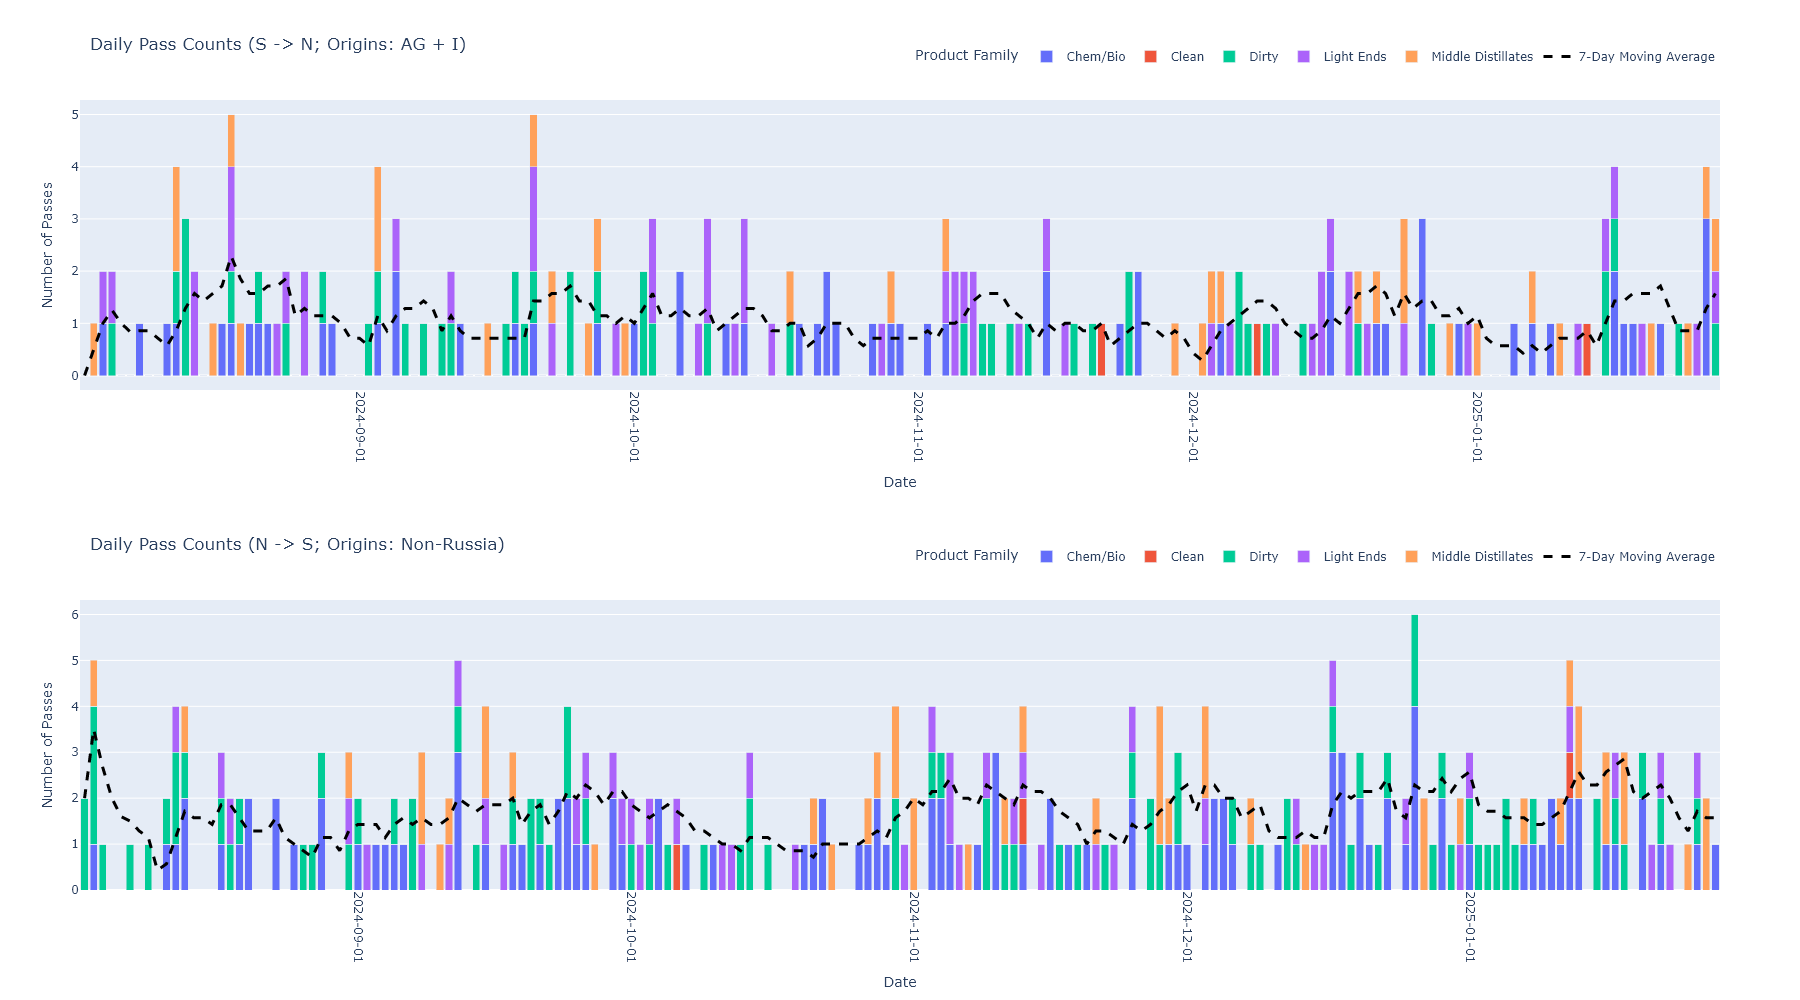 Daily Pass Counts (S -> N; Origins: AG + I)
Product Family Chem/Bio Clean Dirty Light Ends Middle Distillates 7-Day Moving Average
Number of Passes
5
4
3
2
1
0
2024-09-01 2024-10-01 2024-11-01 2024-12-01 2025-01-01
Date
Daily Pass Counts (N -> S; Origins: Non-Russia)
Product Family Chem/Bio Clean Dirty Light Ends Middle Distillates 7-Day Moving Average
Number of Passes
6
5
4
3
2
1
0
2024-09-01 2024-10-01 2024-11-01 2024-12-01 2025-01-01
Date